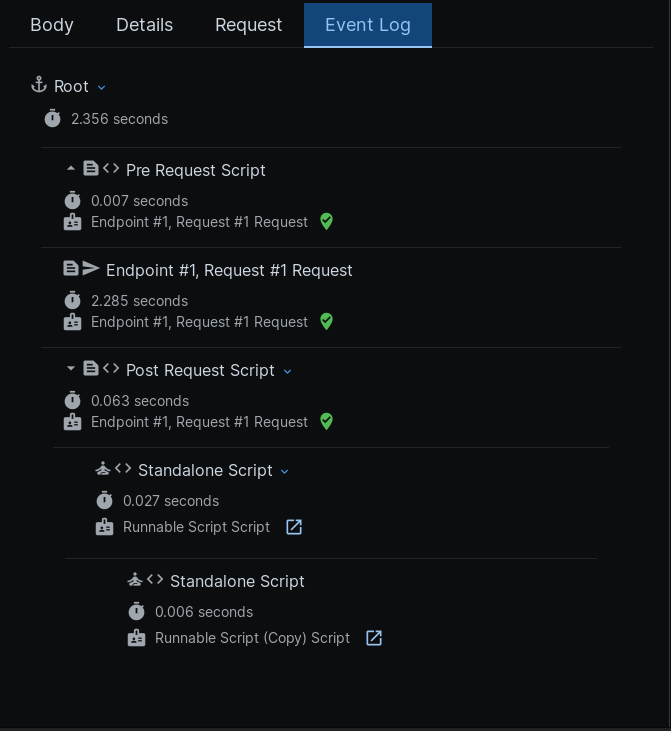 Body Details Request Event Log
Root
2.356 seconds
Pre Request Script
0.007 seconds
Endpoint #1, Request #1 Request
Endpoint #1, Request #1 Request
2.285 seconds
Endpoint #1, Request #1 Request
Post Request Script
0.063 seconds
Endpoint #1, Request #1 Request
Standalone Script
0.027 seconds
Runnable Script Script
Standalone Script
0.006 seconds
Runnable Script (Copy) Script